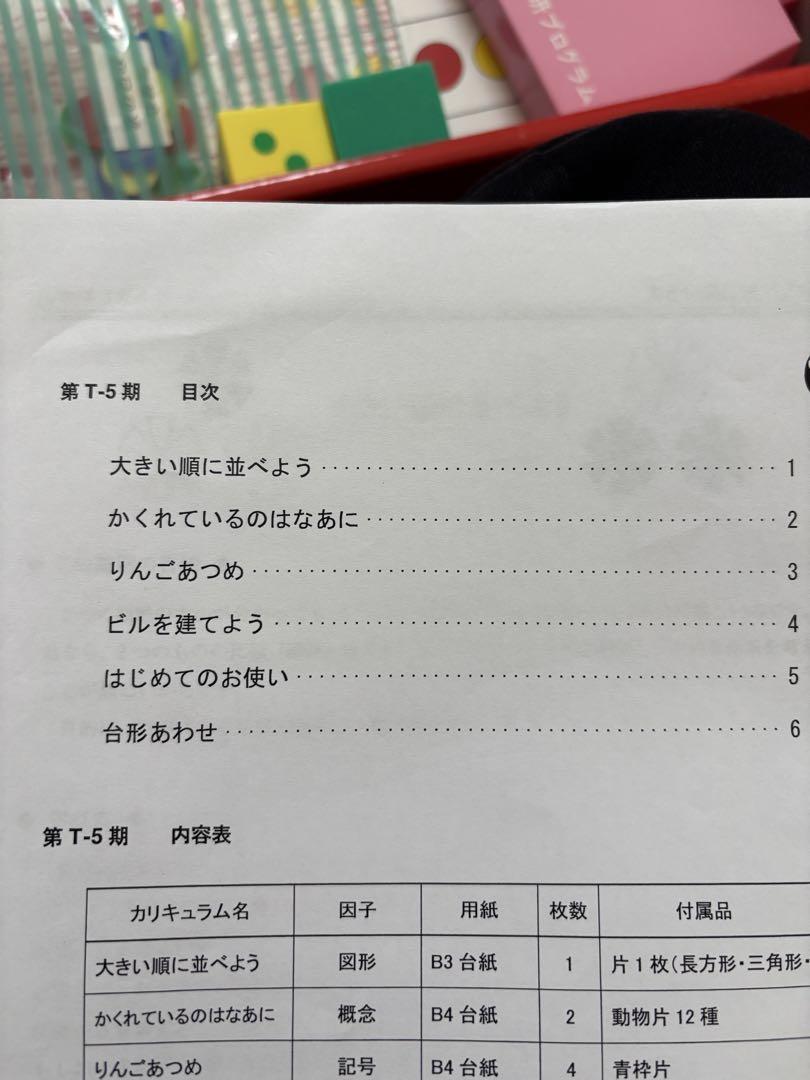 研プログラム
第 T-5 期 目次
大きい順に並べよう 1
かくれているのはなあに 2
りんごあつめ 3
ビルを建てよう 4
はじめてのお使い 5
台形あわせ 6
第 T-5 期 内容表
カリキュラム名 因子 用紙 枚数 付属品
大きい順に並べよう 図形 B3 台紙 1 片 1 枚(長方形・三角形・
かくれているのはなあに 概念 B4 台紙 2 動物片 12 種
りんごあつめ 記号 B4 台紙 4 青枠片